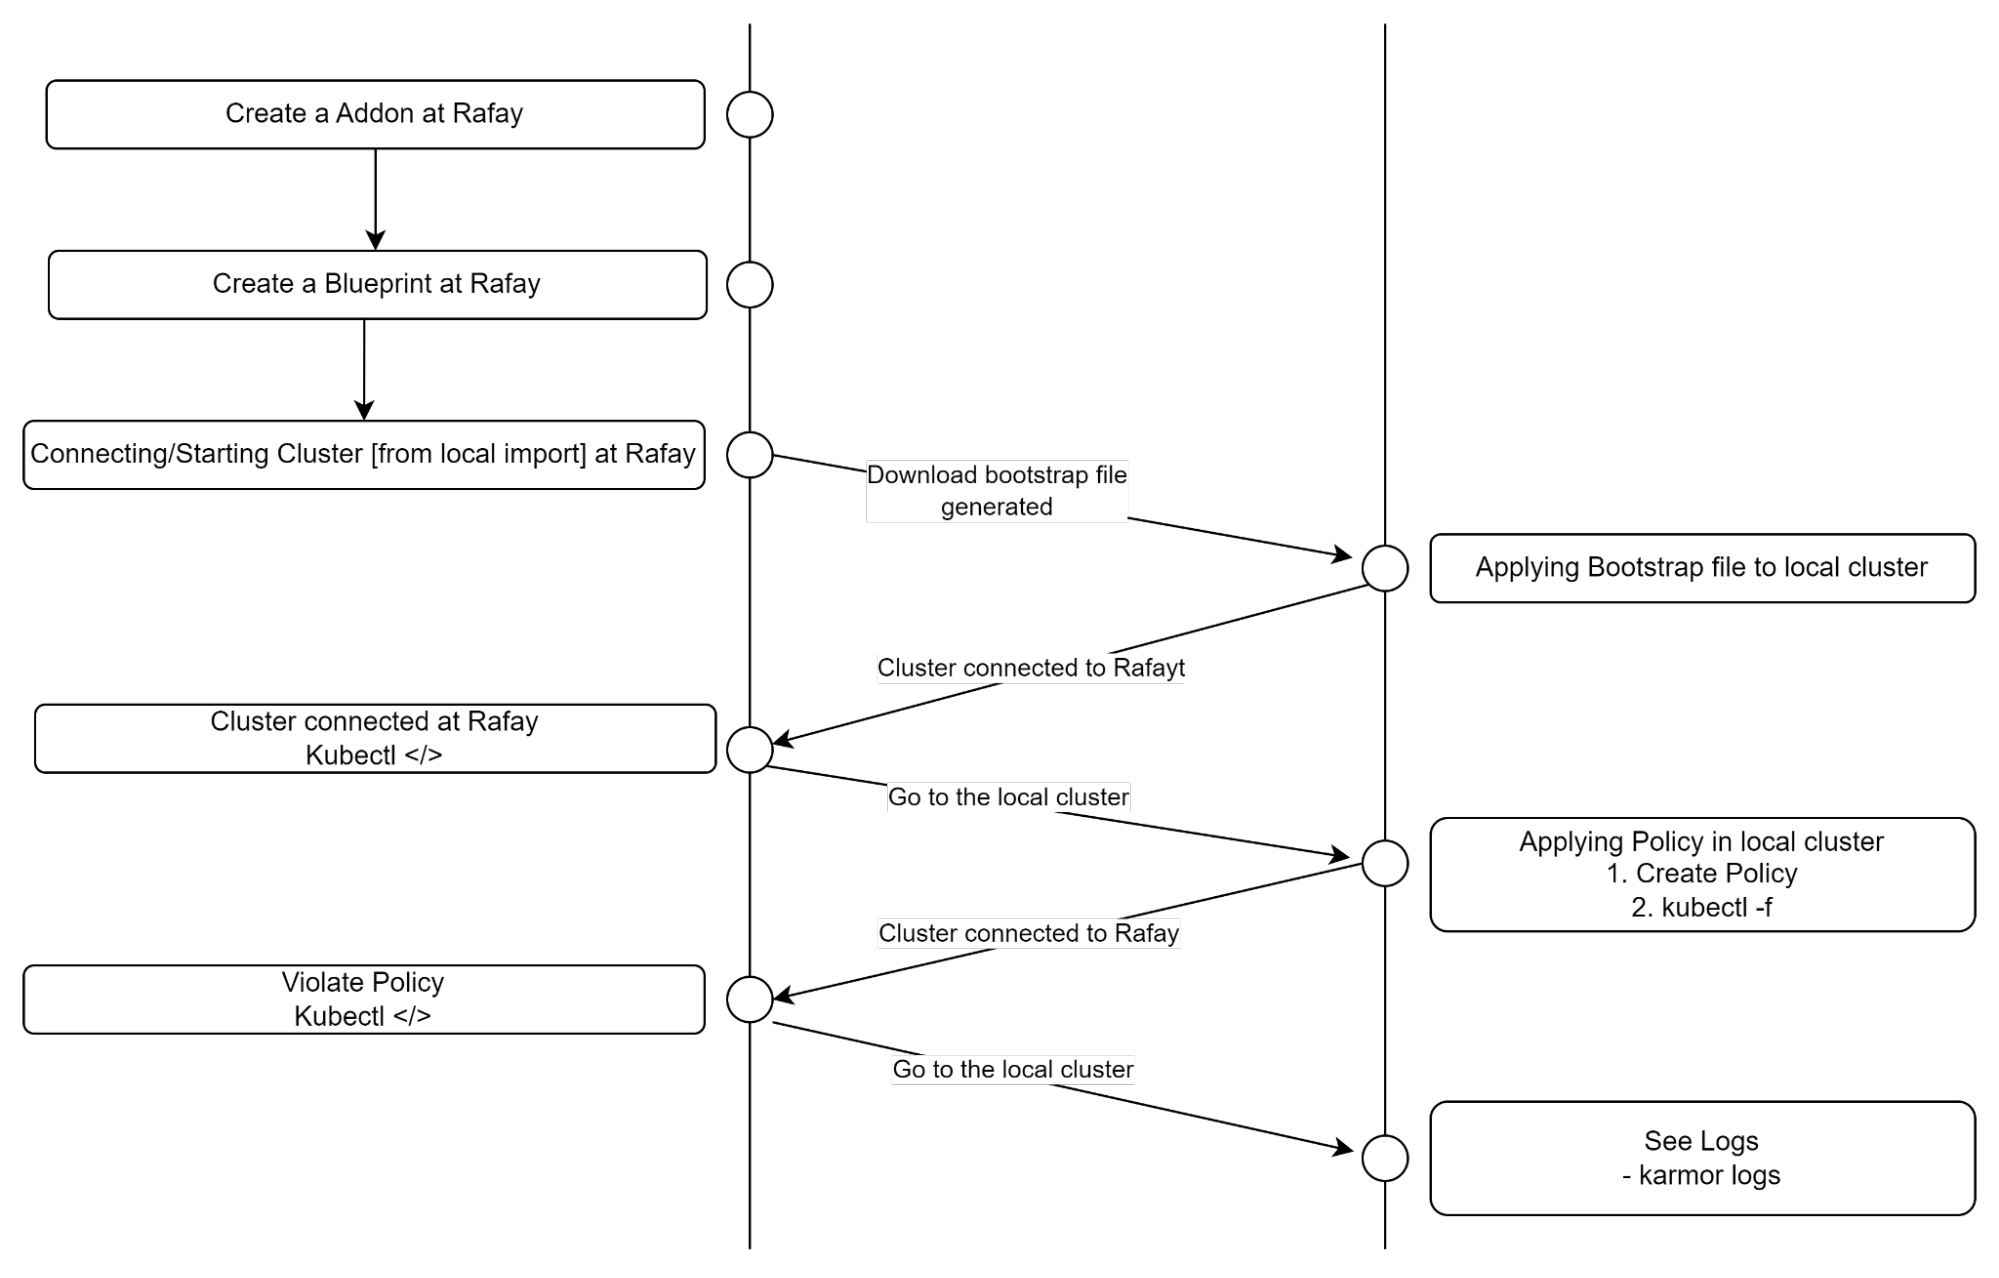 Create a Addon at Rafay
Create a Blueprint at Rafay
Connecting/Starting Cluster [from local import] at Rafay
Download bootstrap file
generated
Applying Bootstrap file to local cluster
Cluster connected to Rafayt
Cluster connected at Rafay
Kubectl </>
Go to the local cluster
Applying Policy in local cluster
1. Create Policy
2. kubectl -f
Cluster connected to Rafay
Violate Policy
Kubectl </>
Go to the local cluster
See Logs
- karmor logs